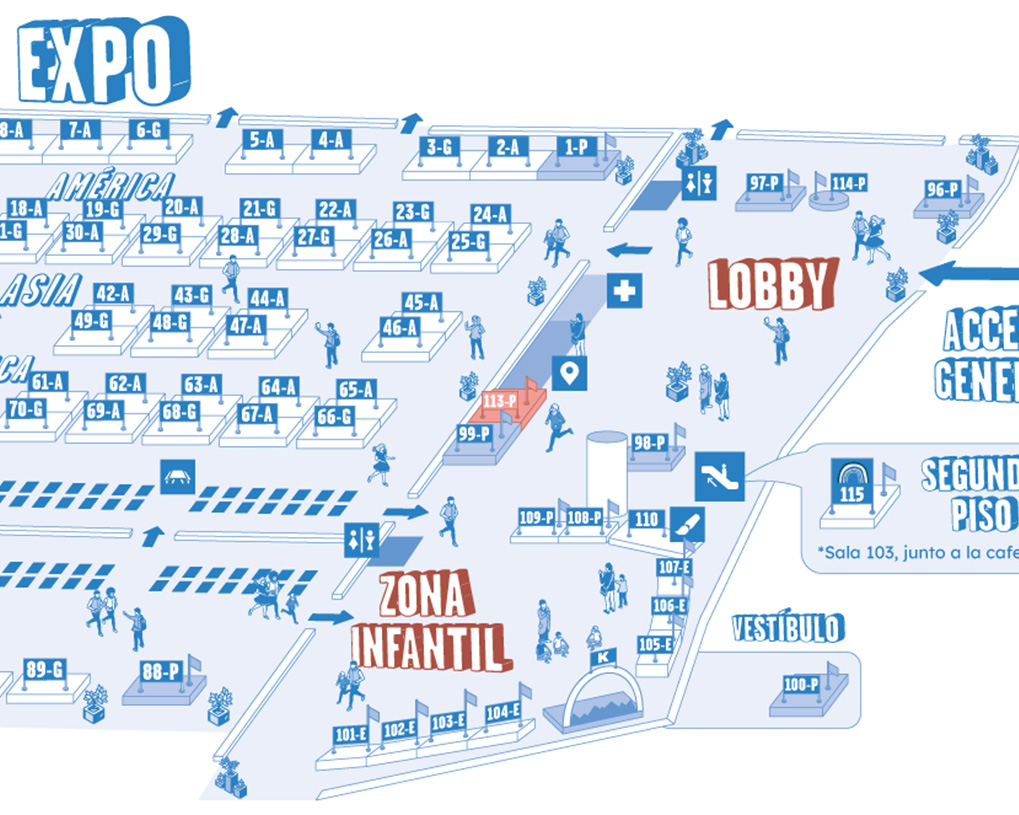 EXPO
8-A 7-A 6-G 5-A 4-A 3-G 2-A 1-P
97-P 114-P 96-P
AMÉRICA
18-A 19-G 20-A 21-G 22-A 23-G 24-A
1-G 30-A 29-G 28-A 27-G 26-A 25-G
LOBBY
ASIA
42-A 43-G 44-A 45-A
49-G 48-G 47-A 46-A
ACCE
GENE
CA
61-A 62-A 63-A 64-A 65-A
70-G 69-A 68-G 67-A 66-G
113-P
99-P 98-P
115
SEGUND
PISO
*Sala 103, junto a la cafe
109-P 108-P 110
107-E
106-E
105-E
ZONA
INFANTIL
VESTÍBULO
100-P
K
89-G 88-P
101-E 102-E 103-E 104-E